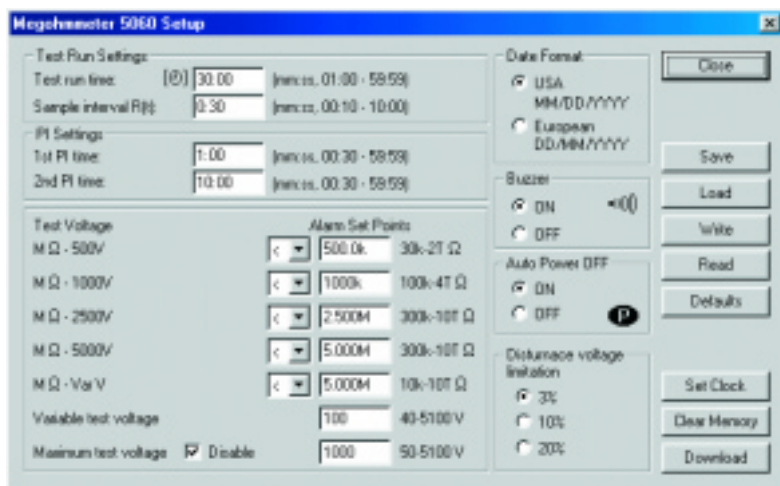 Megohmmeter 5060 Setup
Test Run Settings
Test run time: 30:00 (mm:ss, 01:00 - 59:59)
Sample interval R(t): 0:30 (mm:ss, 00:10 - 10:00)
PI Settings
1st PI time: 1:00 (mm:ss, 00:30 - 59:59)
2nd PI time: 10:00 (mm:ss, 00:30 - 59:59)
Test Voltage Alarm Set Points
M Ω - 500V < 500.0k 30k-2T Ω
M Ω - 1000V < 1000k 100k-4T Ω
M Ω - 2500V < 2.500M 300k-10T Ω
M Ω - 5000V < 5.000M 300k-10T Ω
M Ω - Var V < 5.000M 10k-10T Ω
Variable test voltage 100 40-5100 V
Maximum test voltage Disable 1000 50-5100 V
Date Format
USA
MM/DD/YYYY
European
DD/MM/YYYY
Buzzer
ON
OFF
Auto Power OFF
ON
OFF P
Disturnace voltage
limitation
3%
10%
20%
Close
Save
Load
Write
Read
Defaults
Set Clock
Clear Memory
Download